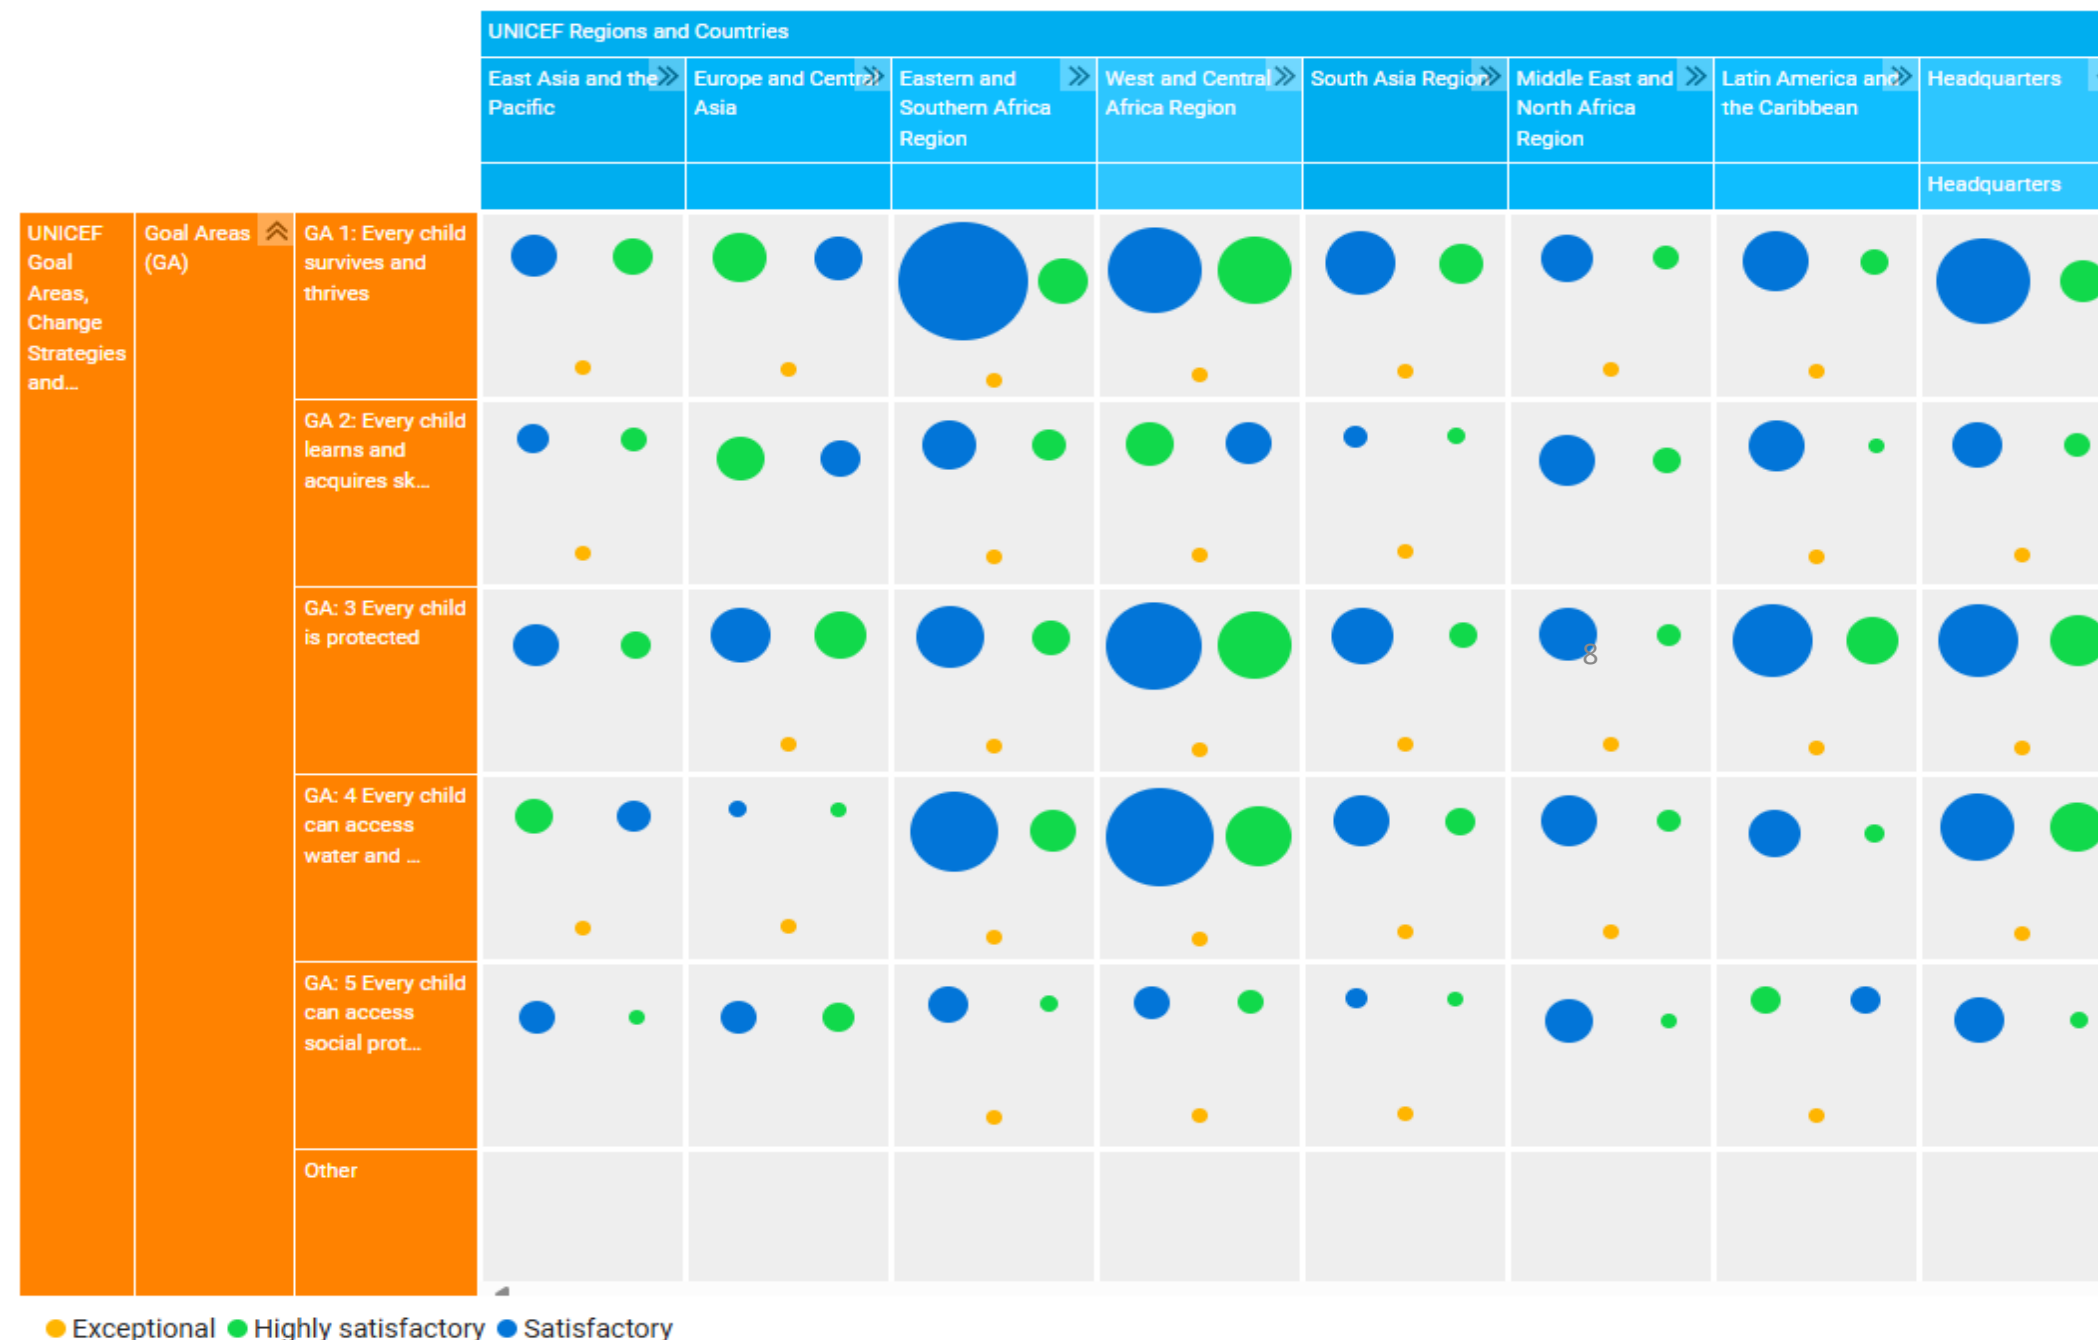 UNICEF Regions and Countries
East Asia and the
Pacific
Europe and Central
Asia
Eastern and
Southern Africa
Region
West and Central
Africa Region
South Asia Region
Middle East and
North Africa
Region
Latin America and
the Caribbean
Headquarters
Headquarters
UNICEF
Goal
Areas,
Change
Strategies
and...
Goal Areas
(GA)
GA 1: Every child
survives and
thrives
GA 2: Every child
learns and
acquires sk...
GA: 3 Every child
is protected
8
GA: 4 Every child
can access
water and ...
GA: 5 Every child
can access
social prot...
Other
Exceptional Highly satisfactory Satisfactory